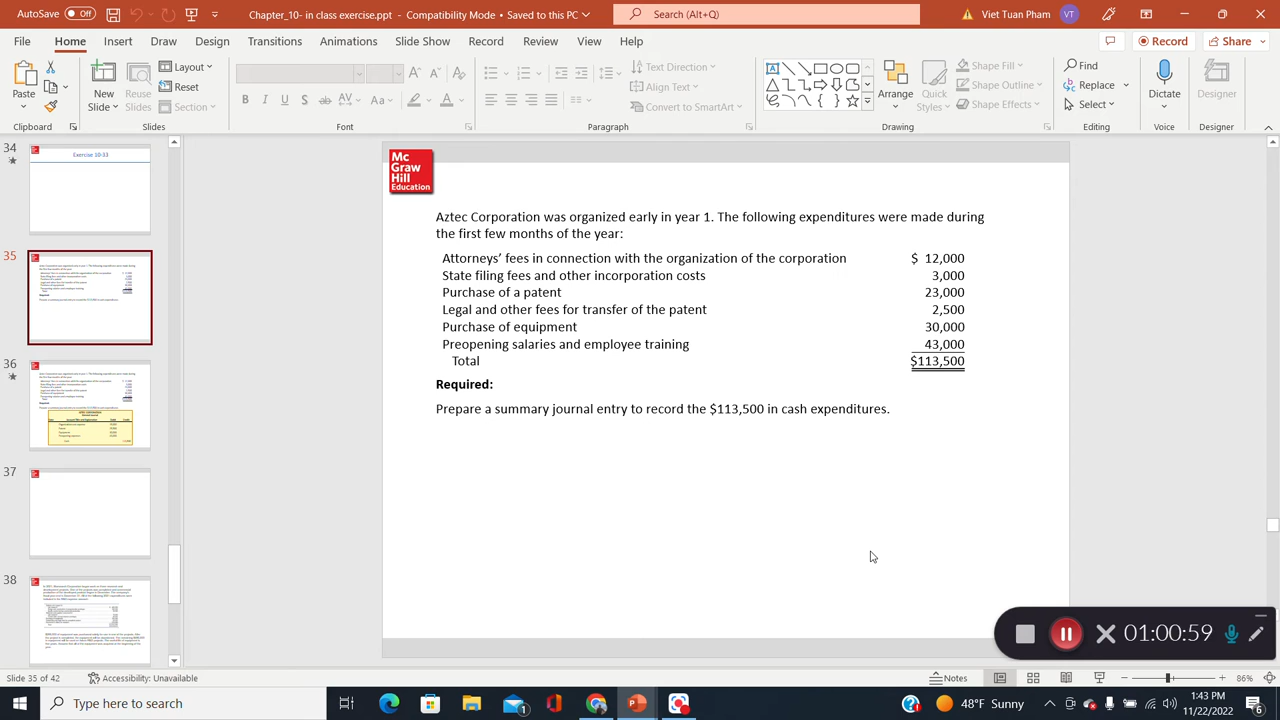 AutoSave Off Chapter_10- in class exercise.ppt • Saved to this PC Search (Alt+Q) Viet Tuan Pham VT
File Home Insert Draw Design Transitions Animations Slide Show Record Review View Help Record Share
Paste New Slide Reuse Slides Layout Reset Section Text Direction Align Text Convert to SmartArt Arrange Quick Styles Shape Fill Shape Outline Shape Effects Find Replace Select Dictate Designer
Clipboard Slides Font Paragraph Drawing Editing Voice Designer
34
Exercise 10-33
35
36
37
38
Mc
Graw
Hill
Education
Aztec Corporation was organized early in year 1. The following expenditures were made during
the first few months of the year:
Attorneys’ fees in connection with the organization of the corporation $ 12,000
State filing fees and other incorporation costs 3,000
Purchase of a patent 23,000
Legal and other fees for transfer of the patent 2,500
Purchase of equipment 30,000
Preopening salaries and employee training 43,000
Total $113,500
Required:
Prepare a summary journal entry to record the $113,500 in cash expenditures.
01:00:59
Slide 35 of 42 Accessibility: Unavailable Notes 86%
Type here to search 1 48°F Sunny 1:43 PM
11/22/2022 6